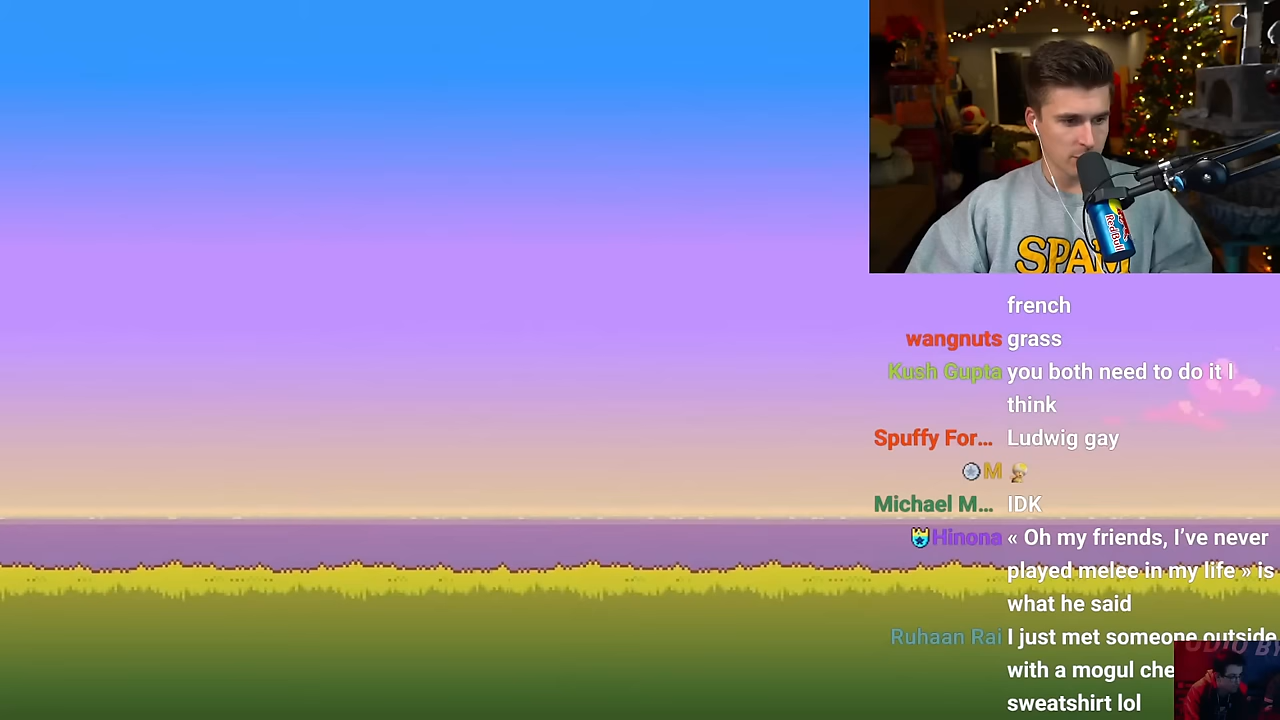 SPAM
RedBull
french
wangnuts grass
Kush Gupta you both need to do it I
think
Spuffy For... Ludwig gay
M
Michael M... IDK
Hinona « Oh my friends, I’ve never
played melee in my life » is
what he said
Ruhaan Rai I just met someone outside
with a mogul che
sweatshirt lol